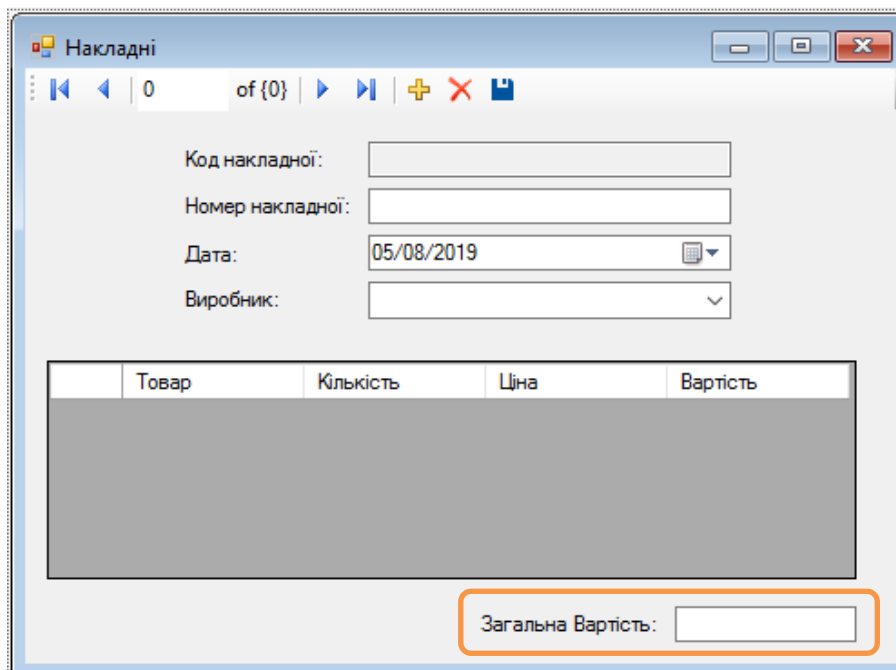 Накладні
0 of {0}
Код накладної:
Номер накладної:
Дата: 05/08/2019
Виробник:
Товар Кількість Ціна Вартість
Загальна Вартість: